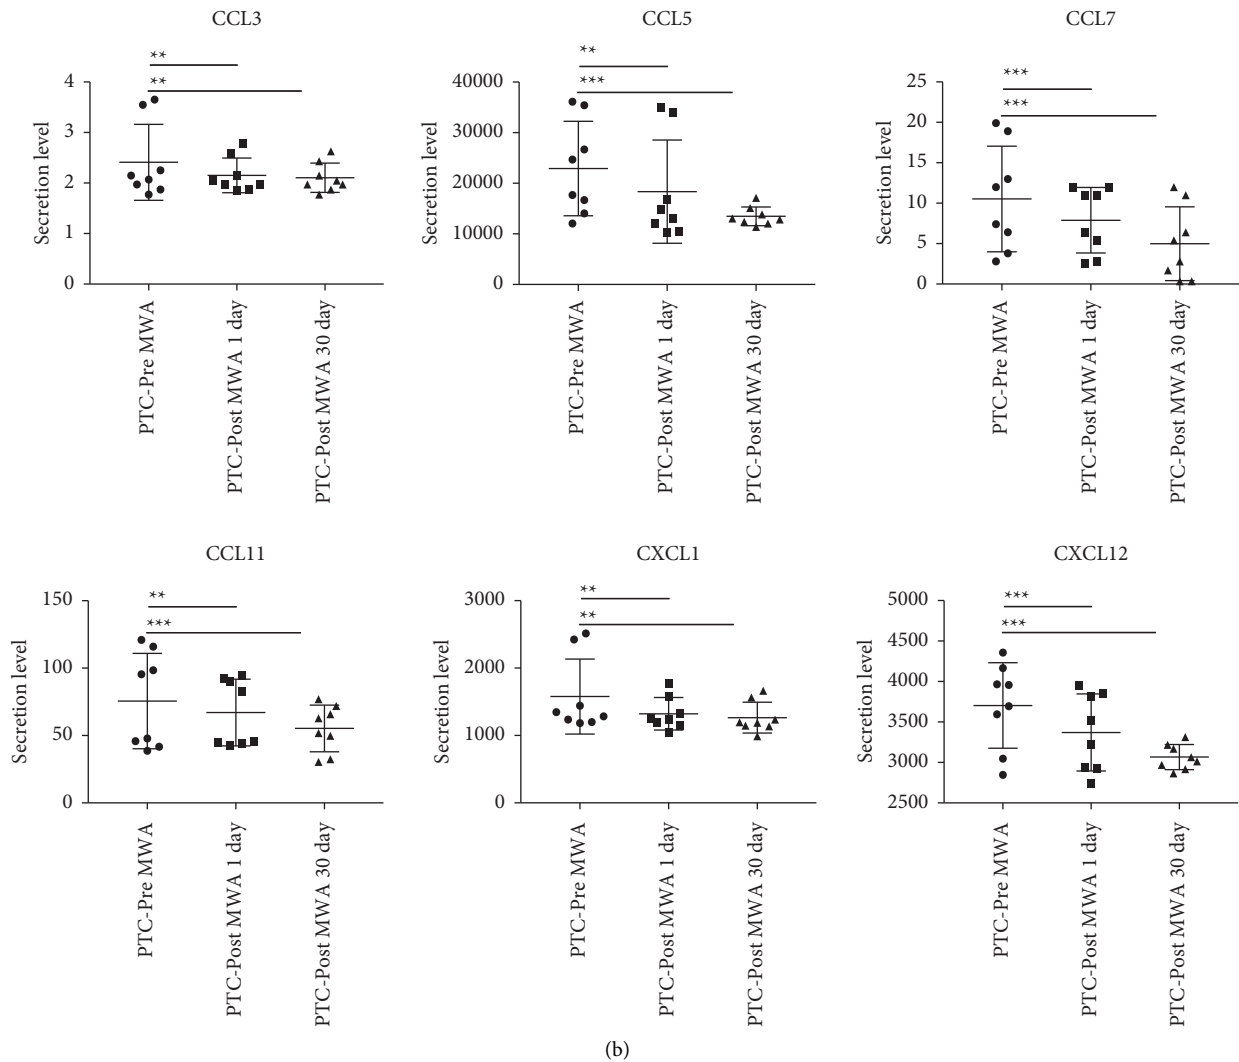 CCL3
**
**
Secretion level
4
3
2
1
0
PTC-Pre MWA
PTC-Post MWA 1 day
PTC-Post MWA 30 day
CCL5
**
***
Secretion level
40000
30000
20000
10000
0
PTC-Pre MWA
PTC-Post MWA 1 day
PTC-Post MWA 30 day
CCL7
***
***
Secretion level
25
20
15
10
5
0
PTC-Pre MWA
PTC-Post MWA 1 day
PTC-Post MWA 30 day
CCL11
**
***
Secretion level
150
100
50
0
PTC-Pre MWA
PTC-Post MWA 1 day
PTC-Post MWA 30 day
CXCL1
**
**
Secretion level
3000
2000
1000
0
PTC-Pre MWA
PTC-Post MWA 1 day
PTC-Post MWA 30 day
CXCL12
***
***
Secretion level
5000
4500
4000
3500
3000
2500
PTC-Pre MWA
PTC-Post MWA 1 day
PTC-Post MWA 30 day
(b)